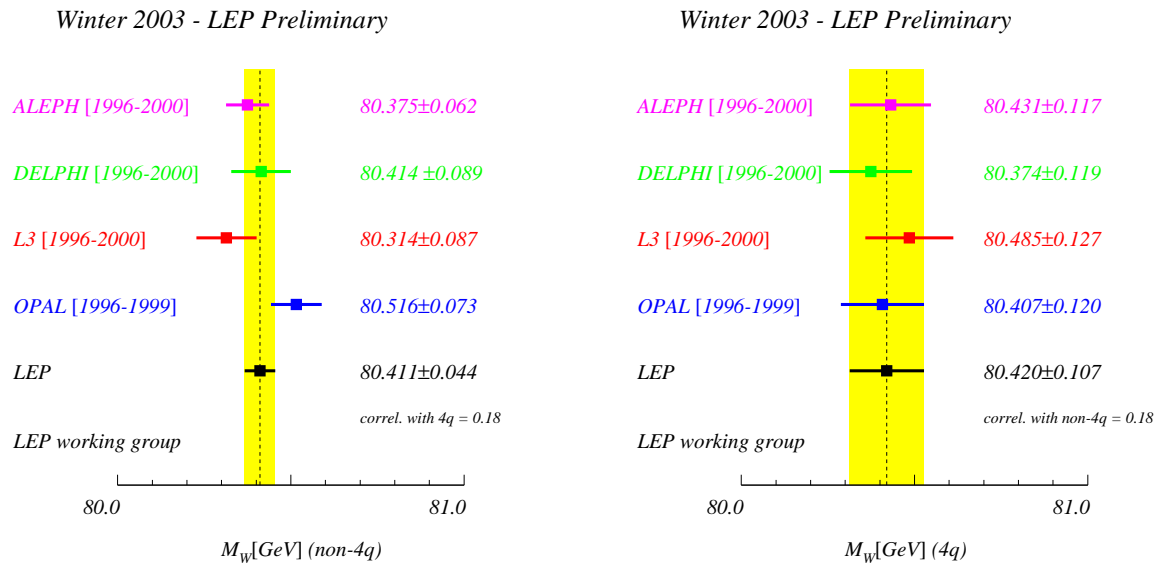 Winter 2003 - LEP Preliminary
ALEPH [1996-2000] 80.375±0.062
DELPHI [1996-2000] 80.414 ±0.089
L3 [1996-2000] 80.314±0.087
OPAL [1996-1999] 80.516±0.073
LEP 80.411±0.044
correl. with 4q = 0.18
LEP working group
80.0 81.0
M_W[GeV] (non-4q)
Winter 2003 - LEP Preliminary
ALEPH [1996-2000] 80.431±0.117
DELPHI [1996-2000] 80.374±0.119
L3 [1996-2000] 80.485±0.127
OPAL [1996-1999] 80.407±0.120
LEP 80.420±0.107
correl. with non-4q = 0.18
LEP working group
80.0 81.0
M_W[GeV] (4q)